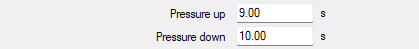 Pressure up 9.00 s
Pressure down 10.00 s